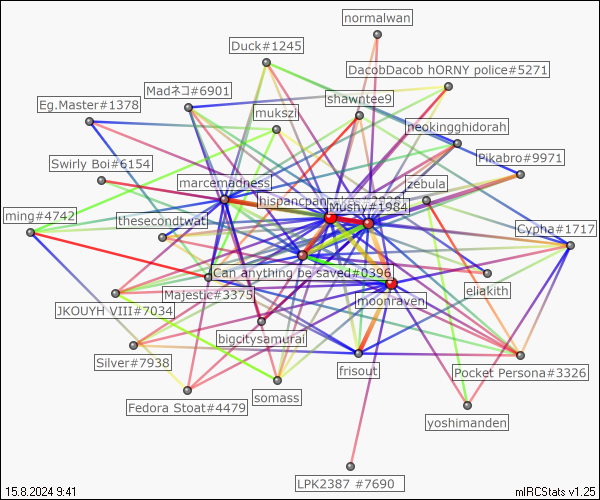 normalwan
Duck#1245
DacobDacob hORNY police#5271
Madネコ#6901
shawntee9
Eg.Master#1378
mukszi
neokingghidorah
Swirly Boi#6154
Pikabro#9971
marcemadness
zebula
Mushy#1984
ming#4742
thesecondtwat
Cypha#1717
Can anything be saved#0396
eliakith
Majestie#3375
moonraven
JKOUYH VIII#7034
bigcitysamurai
Silver#7938
frisout
Pocket Persona#3326
somass
Fedora Stoat#4479
yoshimanden
LPK2387 #7690
15.8.2024 9:41
mIRCStats v1.25